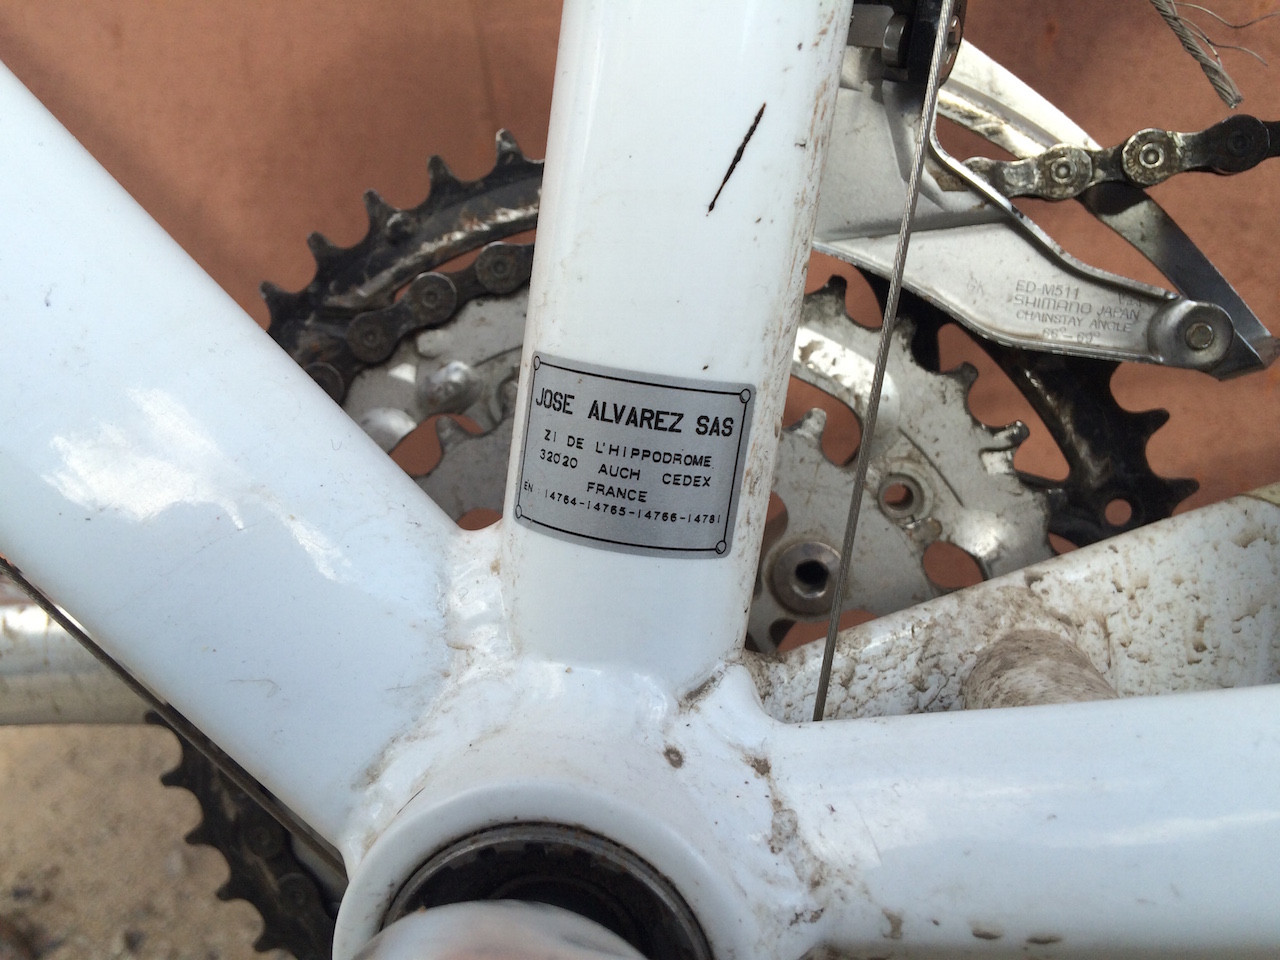 ED-M511
SHIMANO JAPAN
CHAINSTAY ANGLE
JOSE ALVAREZ SAS
ZI DE L'HIPPODROME
32020 AUCH CEDEX
FRANCE
EN 14764-14765-14766-14781